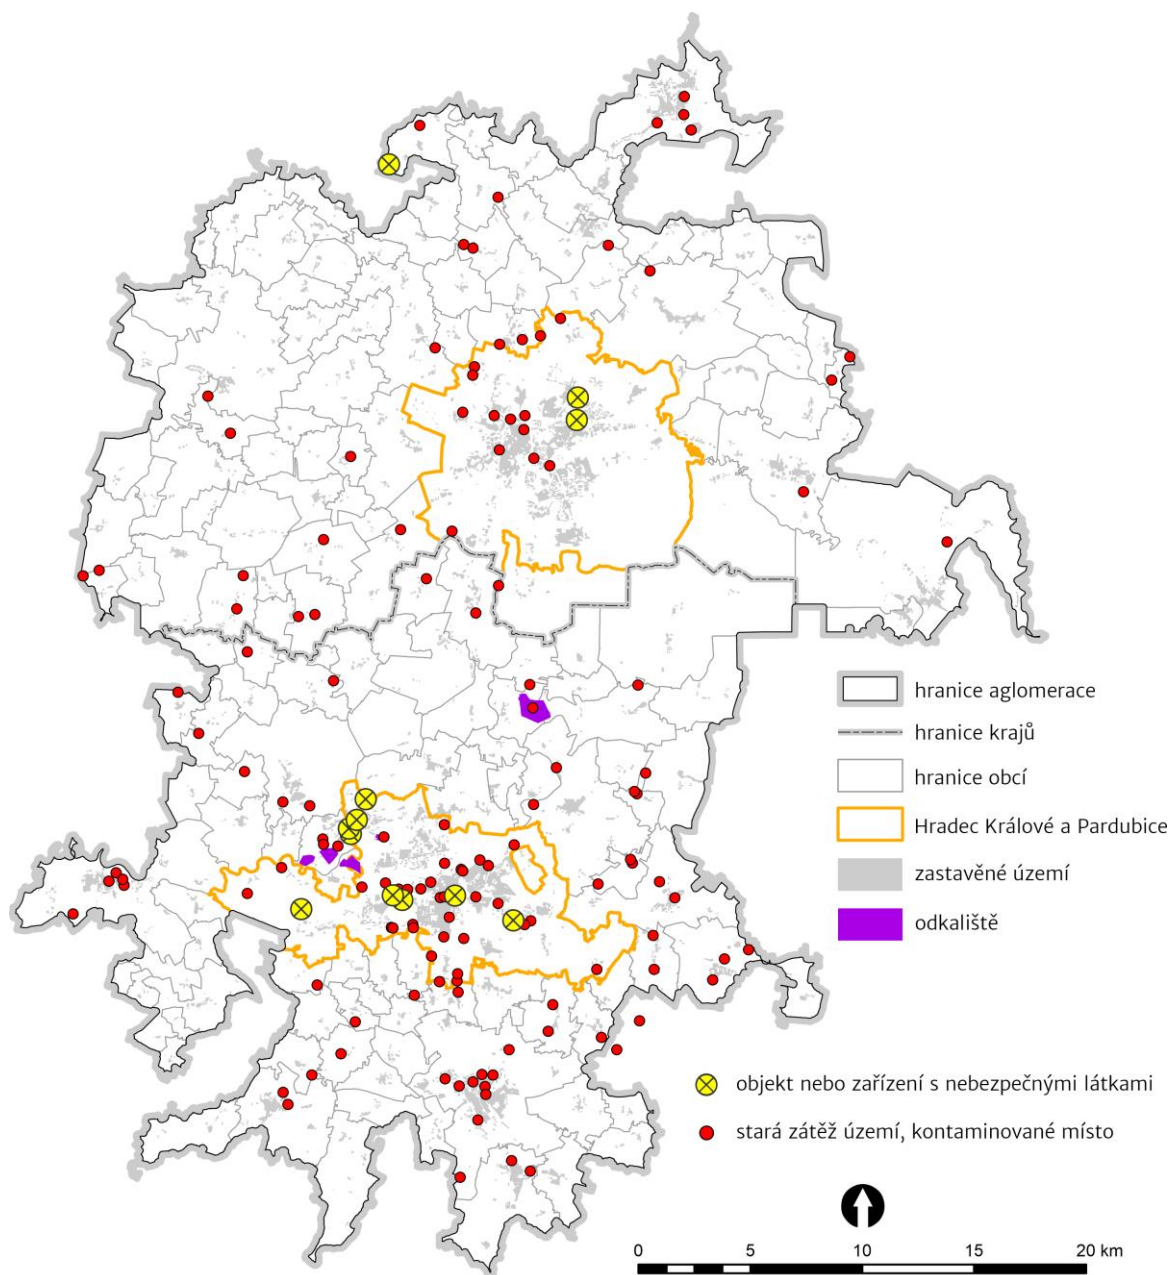 hranice aglomerace
hranice krajů
hranice obcí
Hradec Králové a Pardubice
zastavěné území
odkaliště
objekt nebo zařízení s nebezpečnými látkami
stará zátěž území, kontaminované místo
0 5 10 15 20 km